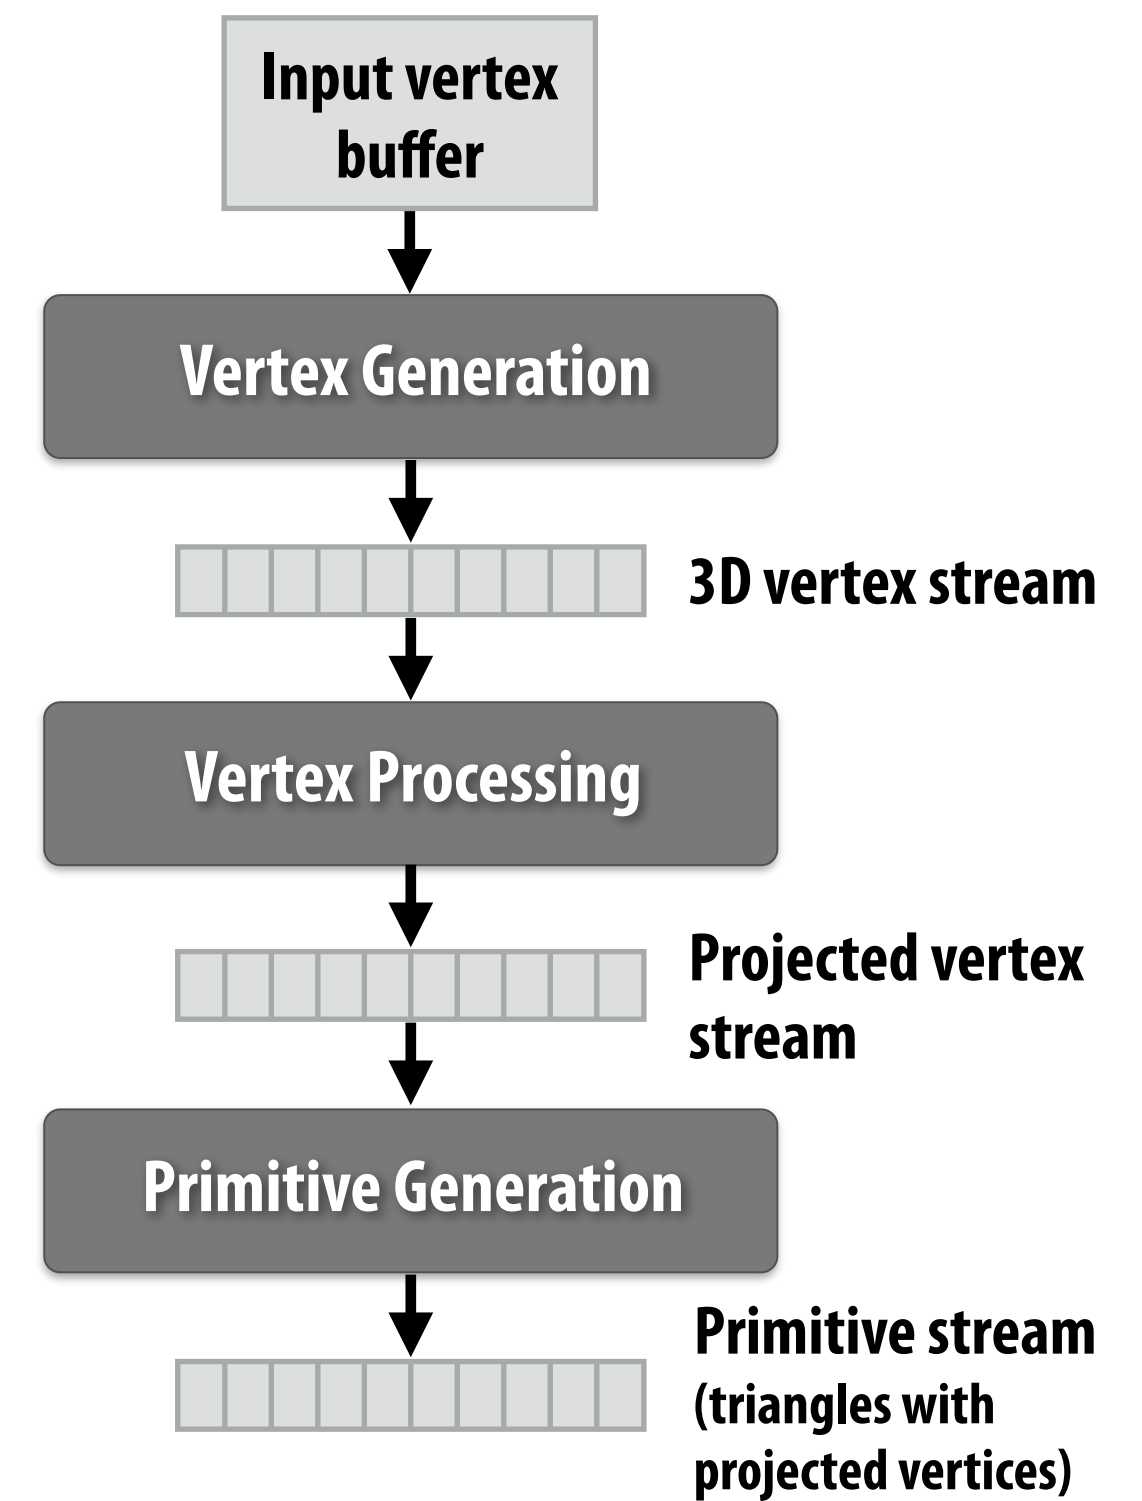 Input vertex
buffer
Vertex Generation
3D vertex stream
Vertex Processing
Projected vertex
stream
Primitive Generation
Primitive stream
(triangles with
projected vertices)